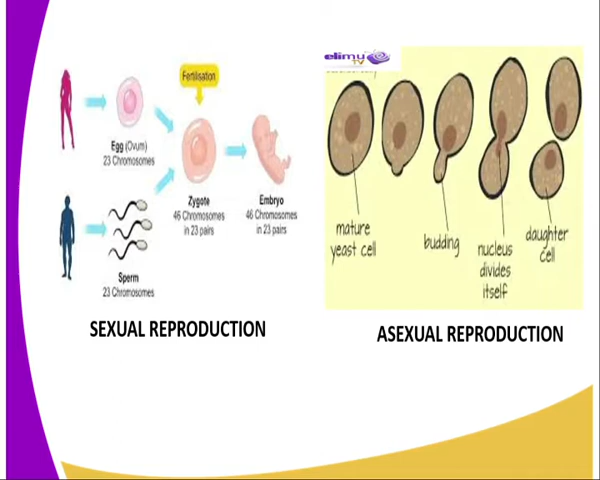 Fertilisation
Egg (Ovum)
23 Chromosomes
Zygote
46 Chromosomes
in 23 pairs
Embryo
46 Chromosomes
in 23 pairs
Sperm
23 Chromosomes
SEXUAL REPRODUCTION
elimu
TV
mature
yeast cell
budding
nucleus
divides
itself
daughter
cell
ASEXUAL REPRODUCTION